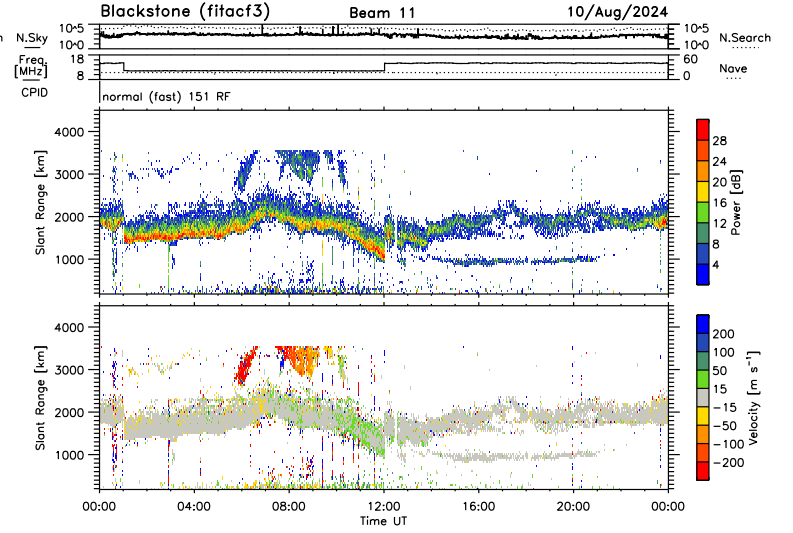 Blackstone (fitacf3) Beam 11 10/Aug/2024
n N.Sky 10^5 10^0 10^5 10^0 N.Search
Freq. [MHz] 18 8 60 0 Nave
CPID normal (fast) 151 RF
4000
3000
2000
1000
Slant Range [km]
28
24
20
16
12
8
4
Power [dB]
4000
3000
2000
1000
Slant Range [km]
200
100
50
15
-15
-50
-100
-200
Velocity [m s⁻¹]
00:00 04:00 08:00 12:00 16:00 20:00 00:00
Time UT